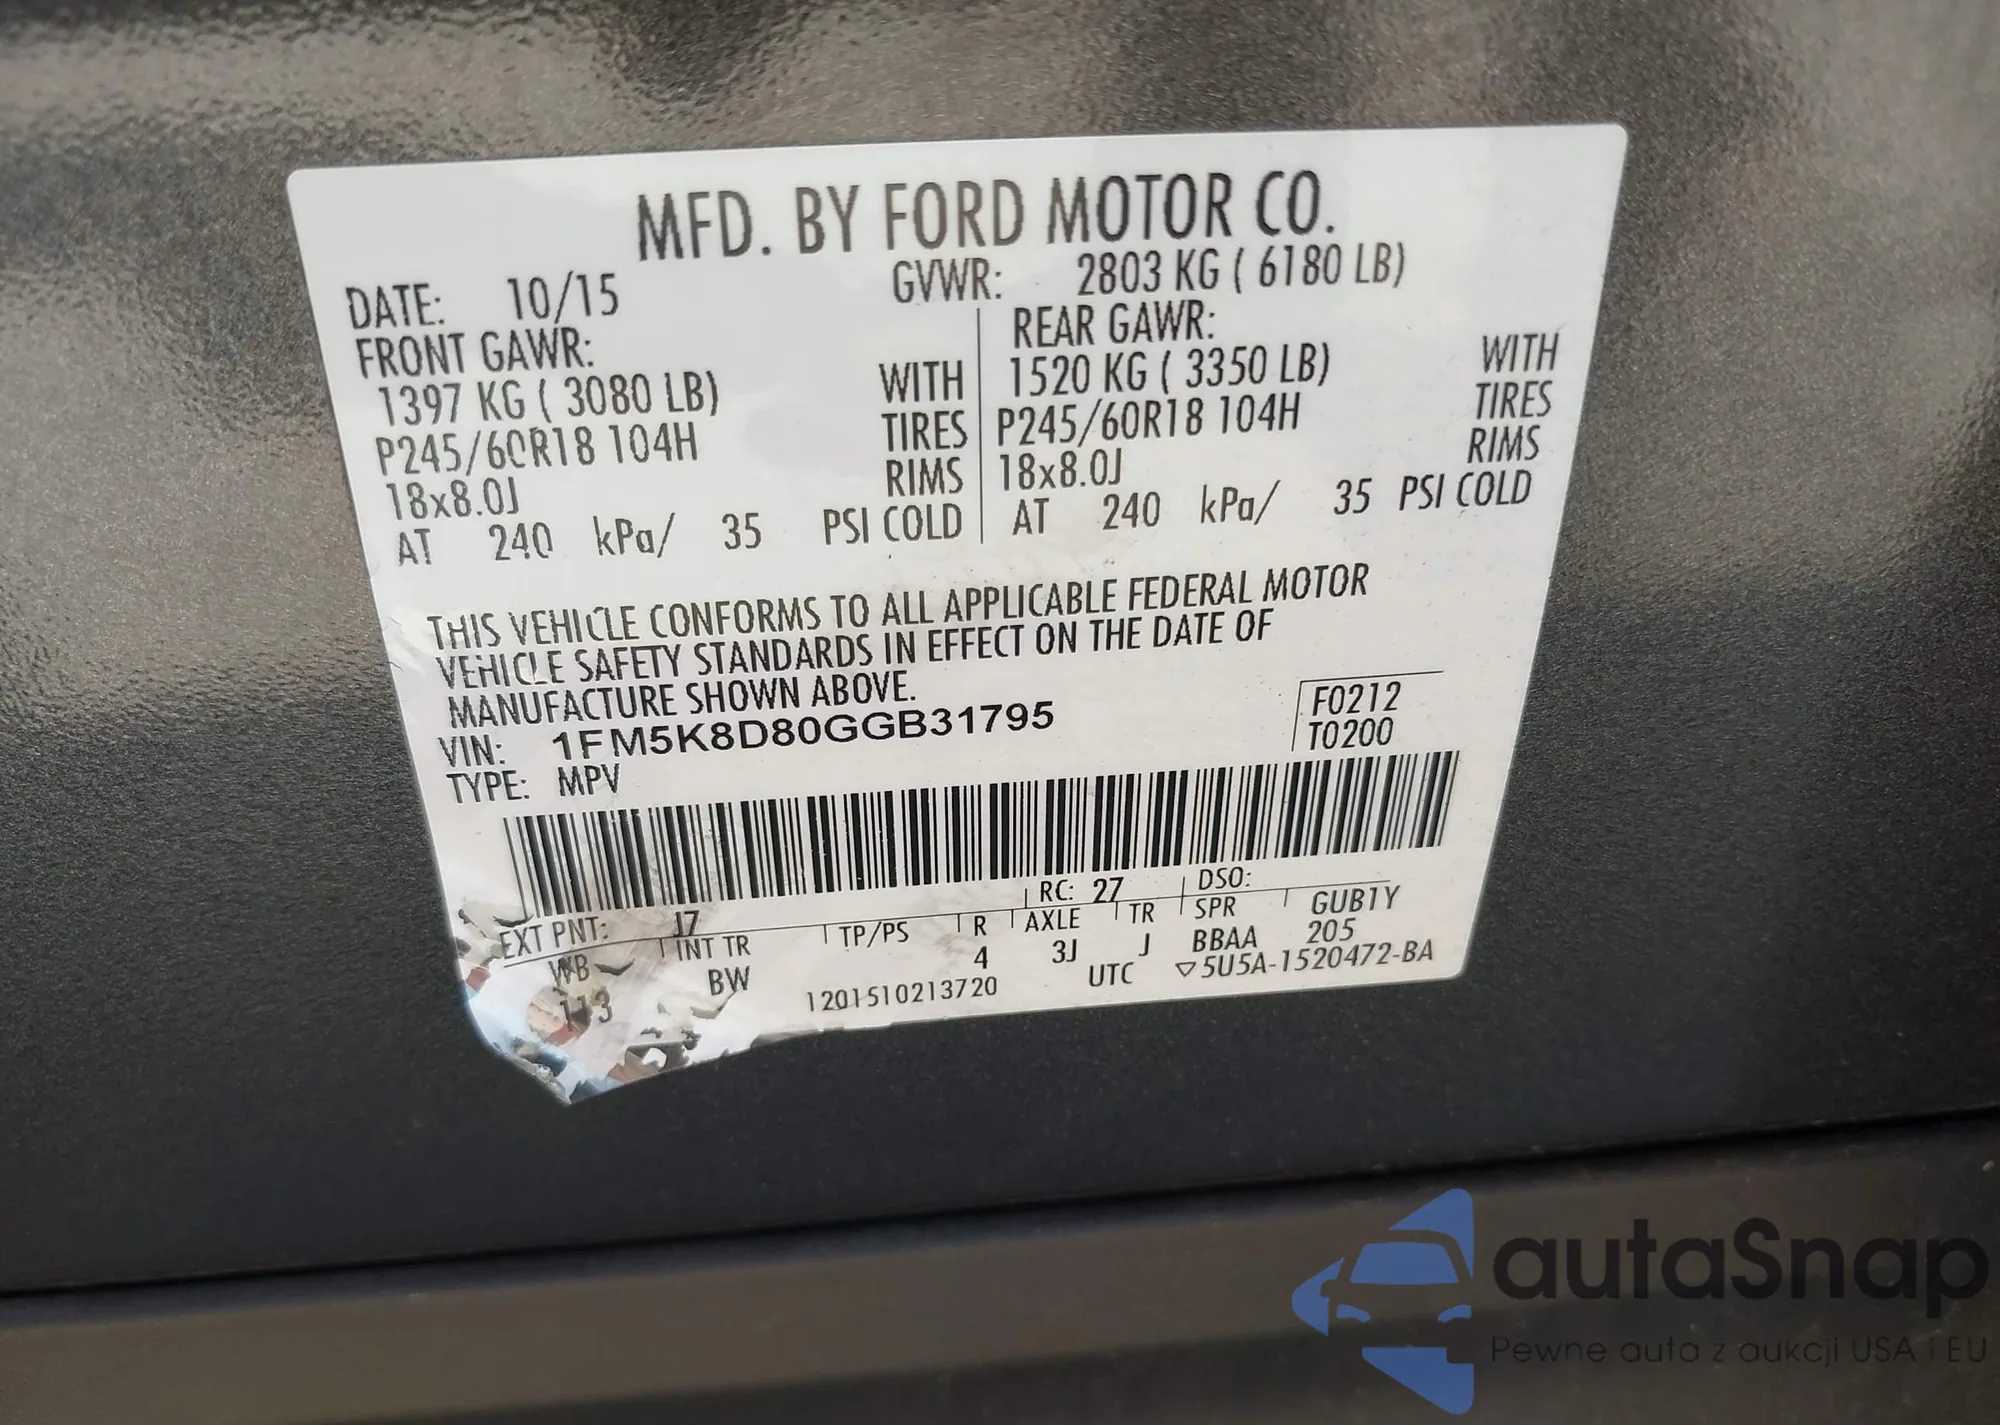 MFD. BY FORD MOTOR CO.
DATE: 10/15 GVWR: 2803 KG ( 6180 LB)
FRONT GAWR: REAR GAWR:
1397 KG ( 3080 LB) WITH 1520 KG ( 3350 LB) WITH
P245/60R18 104H TIRES P245/60R18 104H TIRES
18x8.0J RIMS 18x8.0J RIMS
AT 240 kPa/ 35 PSI COLD AT 240 kPa/ 35 PSI COLD
THIS VEHICLE CONFORMS TO ALL APPLICABLE FEDERAL MOTOR
VEHICLE SAFETY STANDARDS IN EFFECT ON THE DATE OF
MANUFACTURE SHOWN ABOVE.
VIN: 1FM5K8D80GGB31795 F0212
TYPE: MPV T0200
EXT PNT: J7 RC: 27 DSO:
WB INT TR TP/PS R AXLE TR SPR GUB1Y
113 BW 4 3J J BBAA 205
1201510213720 UTC ▽5U5A-1520472-BA
autaSnap
Pewne auta z aukcji USA i EU